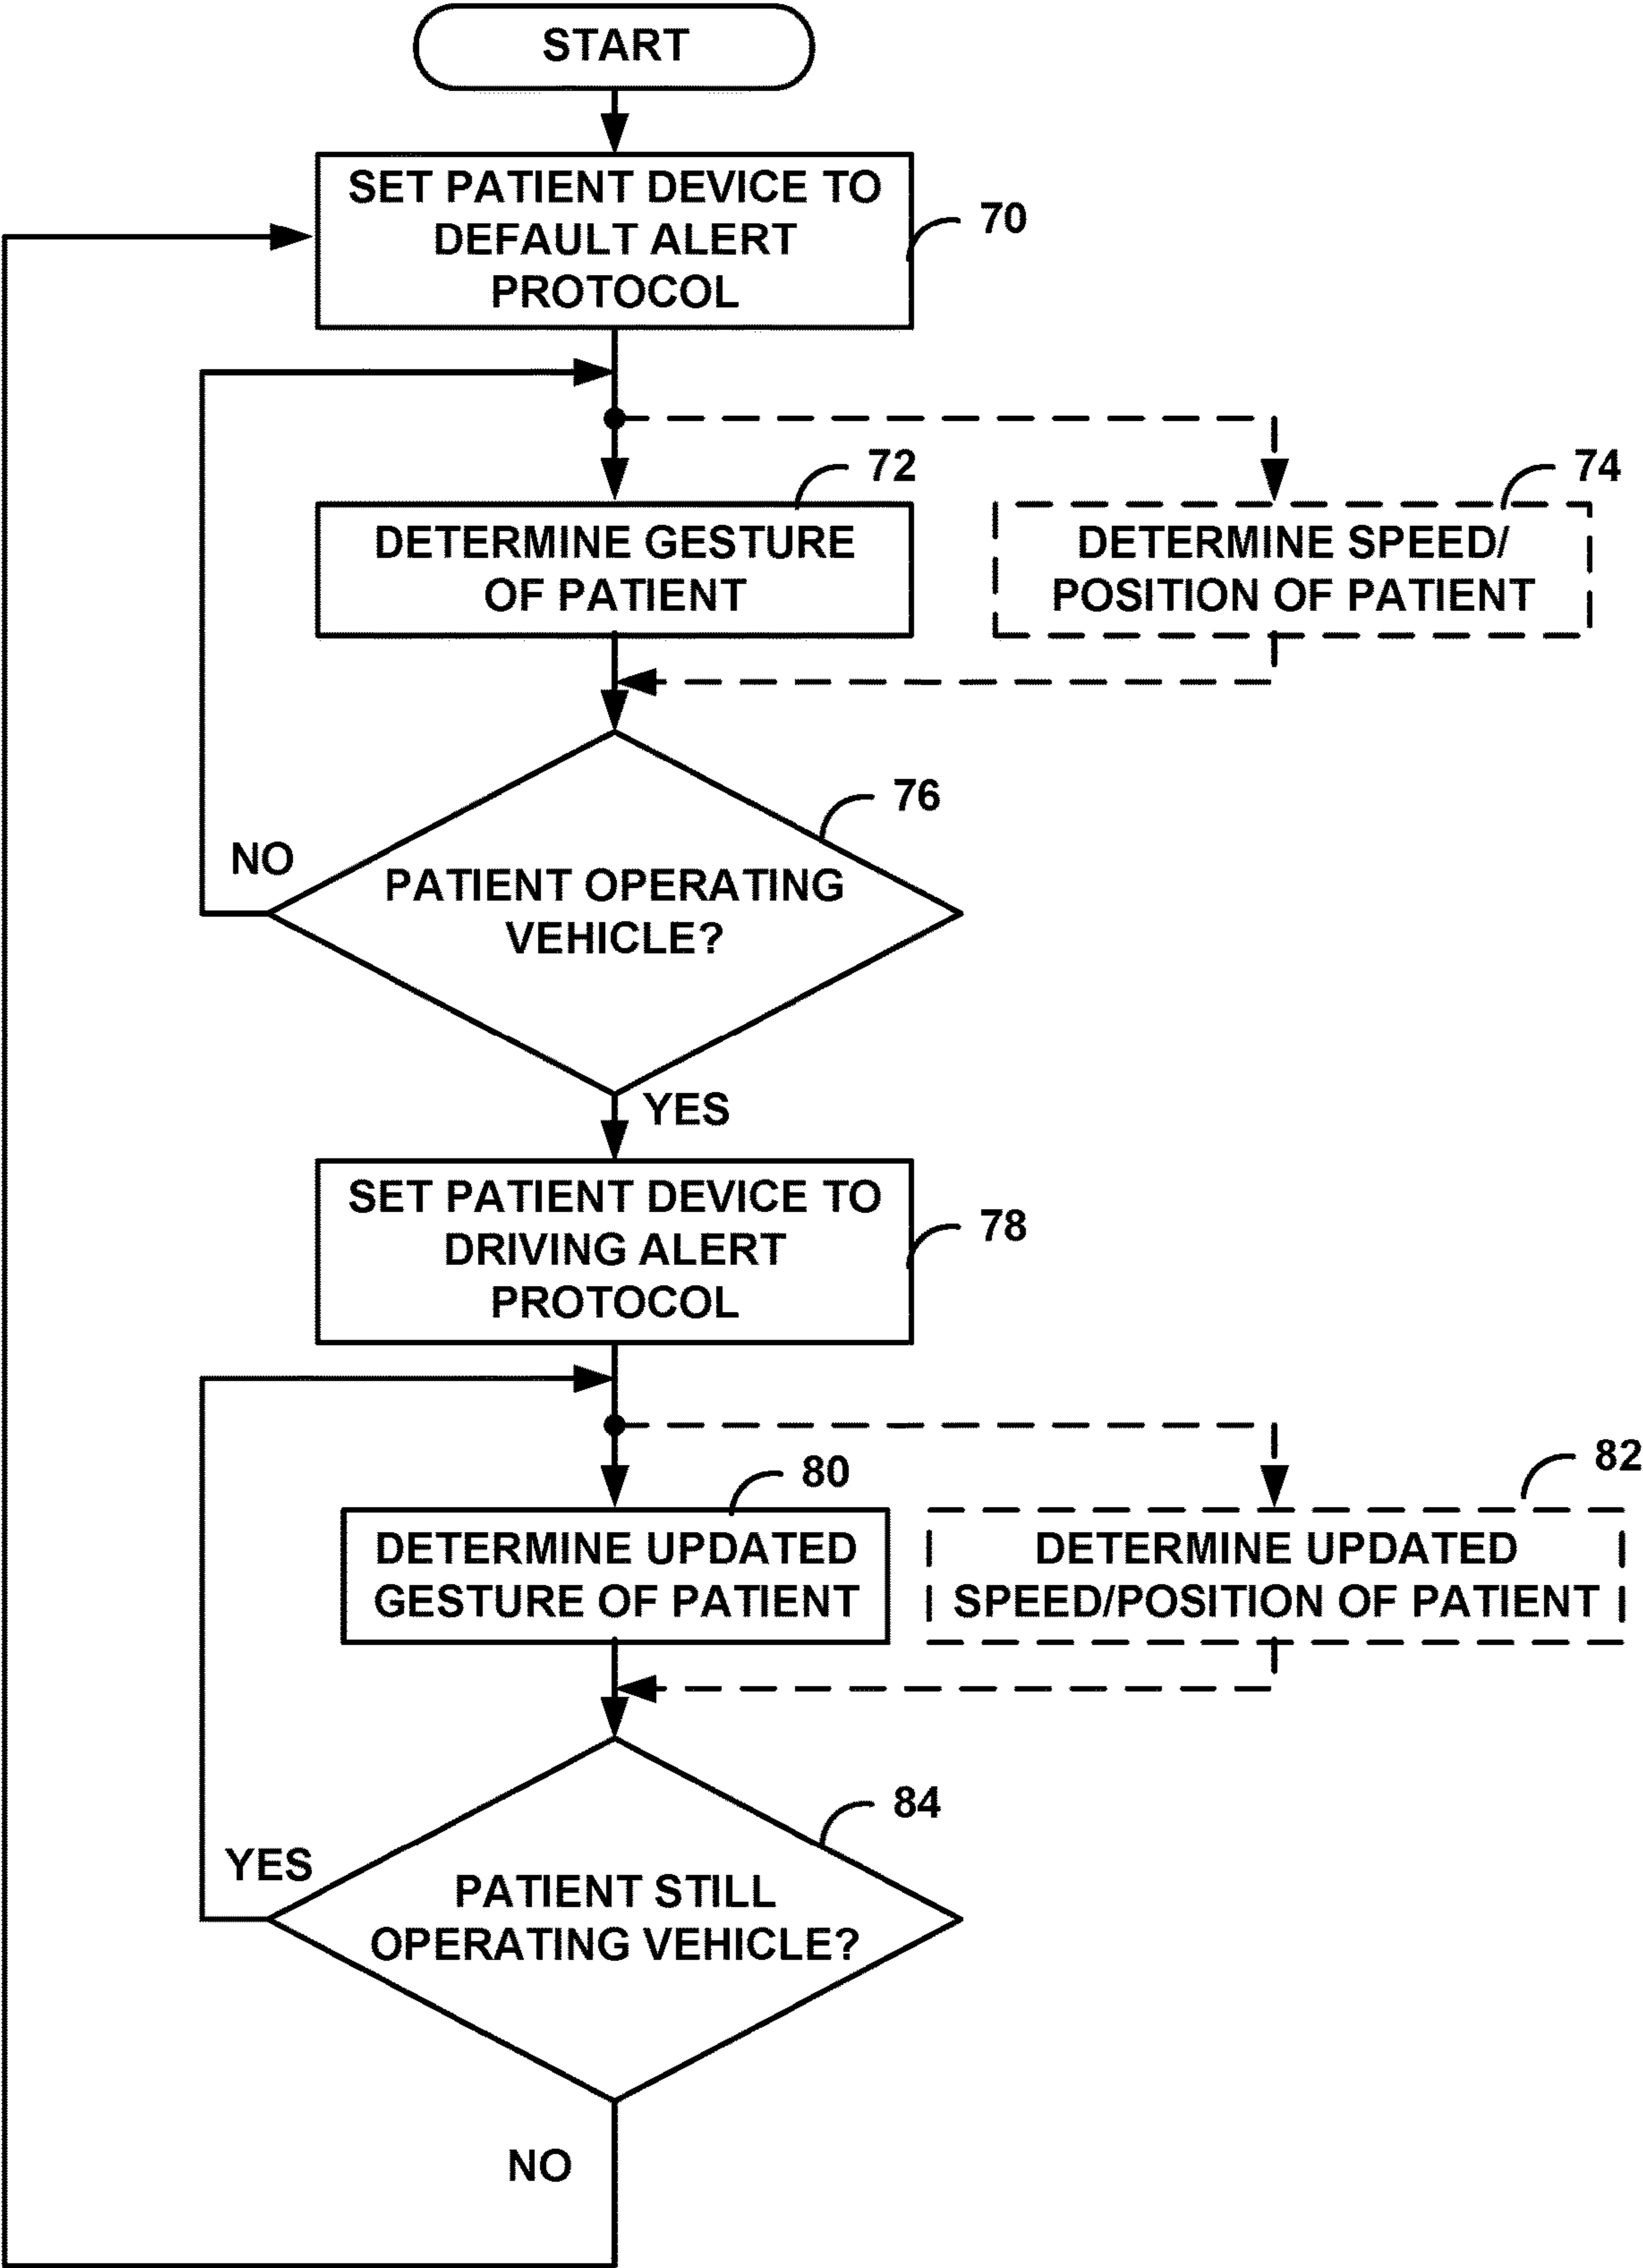 START
SET PATIENT DEVICE TO
DEFAULT ALERT
PROTOCOL
70
72
DETERMINE GESTURE
OF PATIENT
74
DETERMINE SPEED/
POSITION OF PATIENT
76
NO
PATIENT OPERATING
VEHICLE?
YES
SET PATIENT DEVICE TO
DRIVING ALERT
PROTOCOL
78
80
DETERMINE UPDATED
GESTURE OF PATIENT
82
DETERMINE UPDATED
SPEED/POSITION OF PATIENT
84
YES
PATIENT STILL
OPERATING VEHICLE?
NO